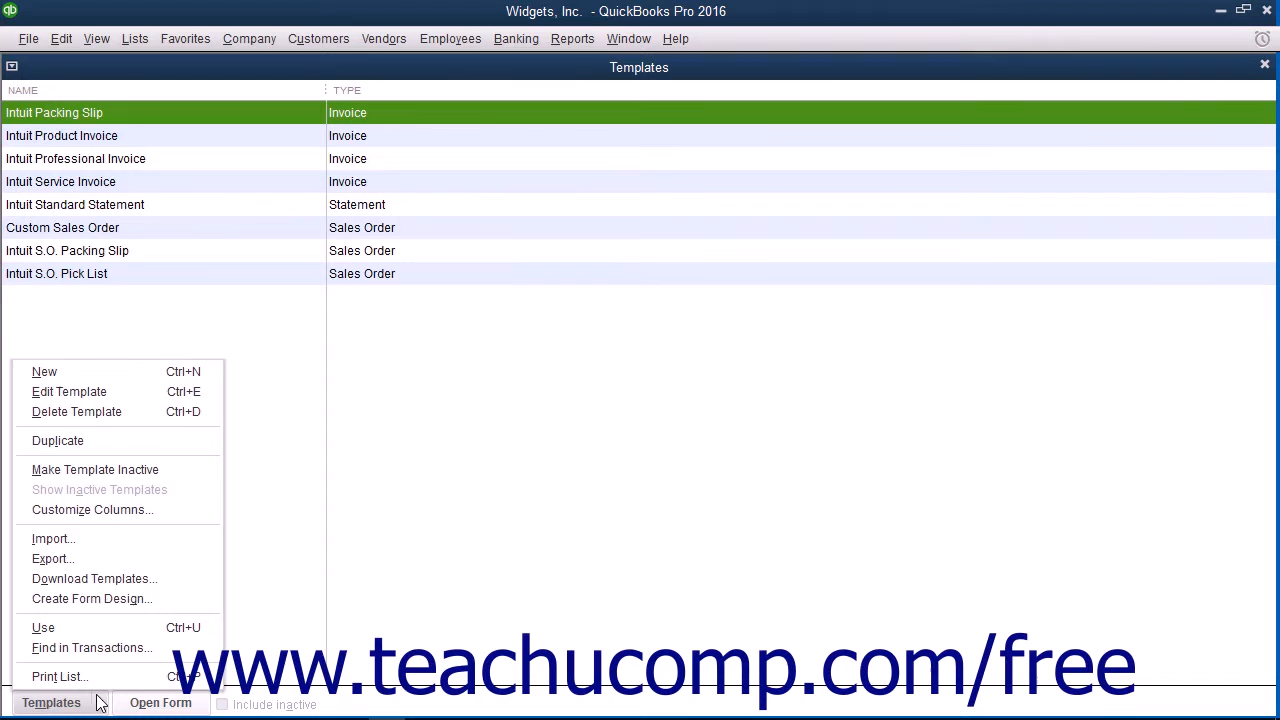 qb
Widgets, Inc. - QuickBooks Pro 2016
File Edit View Lists Favorites Company Customers Vendors Employees Banking Reports Window Help
Templates
NAME TYPE
Intuit Packing Slip Invoice
Intuit Product Invoice Invoice
Intuit Professional Invoice Invoice
Intuit Service Invoice Invoice
Intuit Standard Statement Statement
Custom Sales Order Sales Order
Intuit S.O. Packing Slip Sales Order
Intuit S.O. Pick List Sales Order
New Ctrl+N
Edit Template Ctrl+E
Delete Template Ctrl+D
Duplicate
Make Template Inactive
Show Inactive Templates
Customize Columns...
Import...
Export...
Download Templates...
Create Form Design...
Use Ctrl+U
Find in Transactions...
Print List... Ctrl+P
www.teachucomp.com/free
Templates Open Form Include inactive